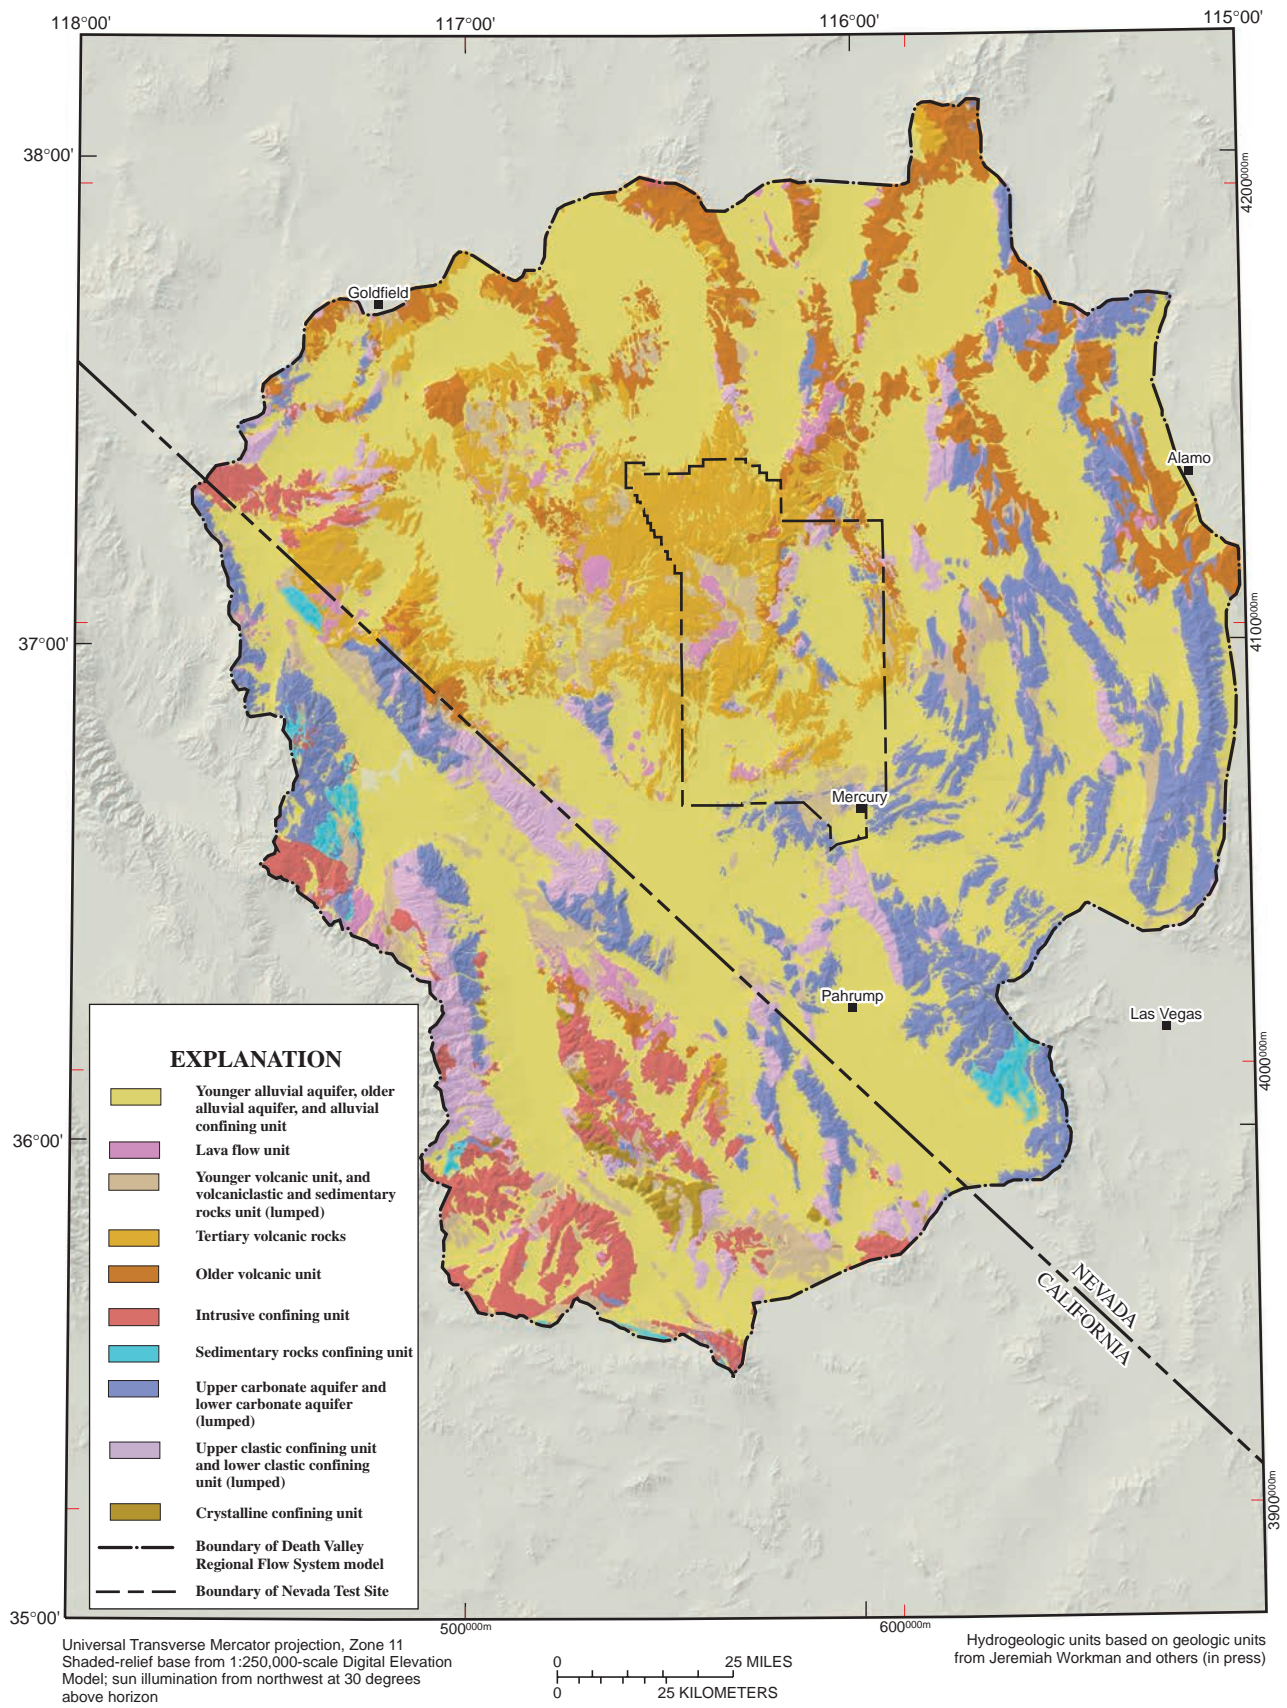 118°00'
117°00'
116°00'
115°00'
38°00'
4200000m
Goldfield
Alamo
37°00'
4100000m
Mercury
Pahrump
Las Vegas
EXPLANATION
Younger alluvial aquifer, older
alluvial aquifer, and alluvial
confining unit
Lava flow unit
Younger volcanic unit, and
volcaniclastic and sedimentary
rocks unit (lumped)
Tertiary volcanic rocks
Older volcanic unit
Intrusive confining unit
Sedimentary rocks confining unit
Upper carbonate aquifer and
lower carbonate aquifer
(lumped)
Upper clastic confining unit
and lower clastic confining
unit (lumped)
Crystalline confining unit
Boundary of Death Valley
Regional Flow System model
Boundary of Nevada Test Site
4000000m
36°00'
NEVADA
CALIFORNIA
3900000m
35°00'
500000m
600000m
Universal Transverse Mercator projection, Zone 11
Shaded-relief base from 1:250,000-scale Digital Elevation
Model; sun illumination from northwest at 30 degrees
above horizon
0 25 MILES
0 25 KILOMETERS
Hydrogeologic units based on geologic units
from Jeremiah Workman and others (in press)